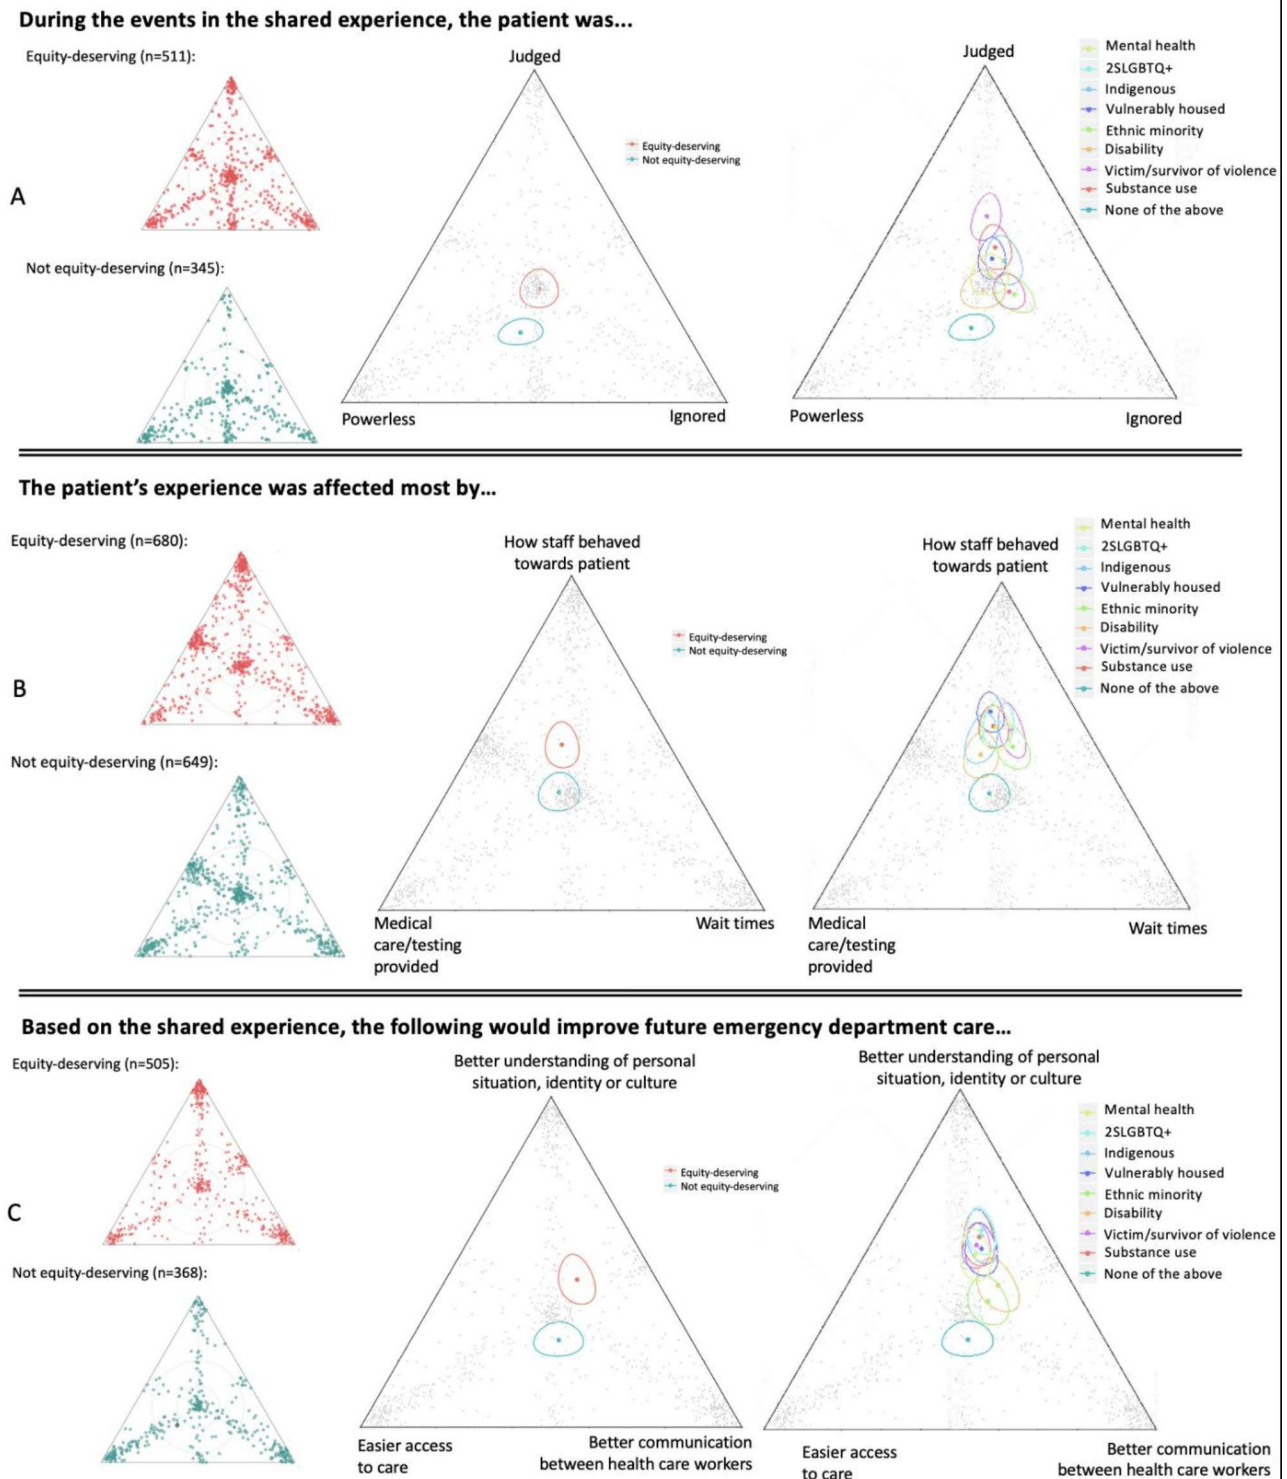 During the events in the shared experience, the patient was...
Equity-deserving (n=511):
Not equity-deserving (n=345):
A
Judged
Powerless
Ignored
Equity-deserving
Not equity-deserving
Judged
Powerless
Ignored
Mental health
2SLGBTQ+
Indigenous
Vulnerably housed
Ethnic minority
Disability
Victim/survivor of violence
Substance use
None of the above
The patient’s experience was affected most by…
Equity-deserving (n=680):
Not equity-deserving (n=649):
B
How staff behaved
towards patient
Medical
care/testing
provided
Wait times
Equity-deserving
Not equity-deserving
How staff behaved
towards patient
Medical
care/testing
provided
Wait times
Mental health
2SLGBTQ+
Indigenous
Vulnerably housed
Ethnic minority
Disability
Victim/survivor of violence
Substance use
None of the above
Based on the shared experience, the following would improve future emergency department care…
Equity-deserving (n=505):
Not equity-deserving (n=368):
C
Better understanding of personal
situation, identity or culture
Easier access
to care
Better communication
between health care workers
Equity-deserving
Not equity-deserving
Better understanding of personal
situation, identity or culture
Easier access
to care
Better communication
between health care workers
Mental health
2SLGBTQ+
Indigenous
Vulnerably housed
Ethnic minority
Disability
Victim/survivor of violence
Substance use
None of the above